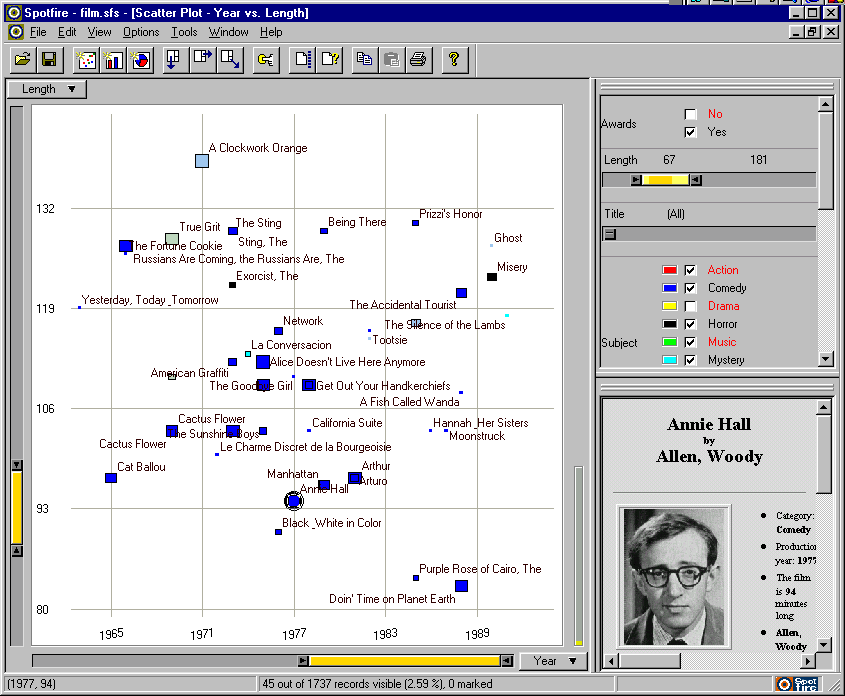 Spotfire - film.sfs - [Scatter Plot - Year vs. Length]
File Edit View Options Tools Window Help
Length
A Clockwork Orange
132
True Grit
The Sting
Being There
Prizzi's Honor
The Fortune Cookie
Sting, The
Ghost
Russians Are Coming, the Russians Are, The
Exorcist, The
Misery
Yesterday, Today _Tomorrow
The Accidental Tourist
119
Network
The Silence of the Lambs
Tootsie
La Conversacion
Alice Doesn't Live Here Anymore
American Graffiti
The Goodbye Girl
Get Out Your Handkerchiefs
A Fish Called Wanda
106
Cactus Flower
California Suite
Hannah _Her Sisters
The Sunshine Boys
Moonstruck
Cactus Flower
Le Charme Discret de la Bourgeoisie
Cat Ballou
Manhattan
Arthur
Arturo
Annie Hall
93
Black _White in Color
Purple Rose of Cairo, The
Doin' Time on Planet Earth
80
1965 1971 1977 1983 1989
Year
Awards
No
Yes
Length 67 181
Title (All)
Subject
Action
Comedy
Drama
Horror
Music
Mystery
Annie Hall
by
Allen, Woody
Category:
Comedy
Production
year: 1977
The film
is 94
minutes
long
Allen,
Woody
(1977, 94)
45 out of 1737 records visible (2.59 %), 0 marked
Spot
fire